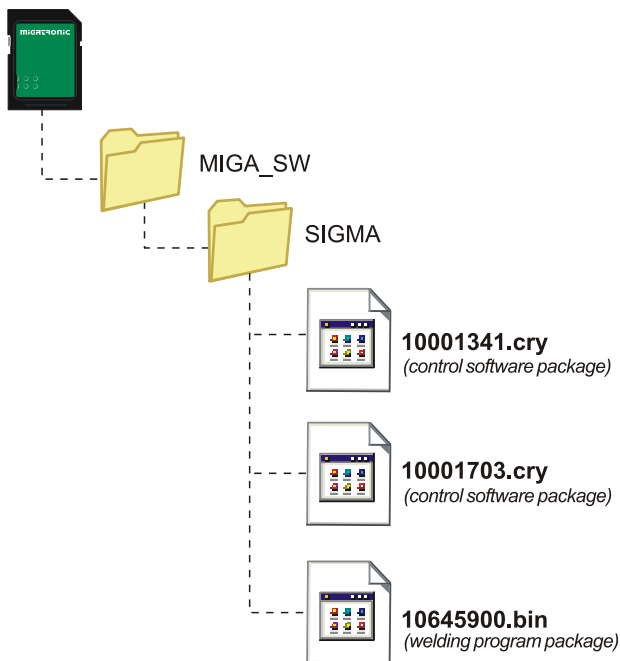 MIGATRONIC
MIGA_SW
SIGMA
10001341.cry
(control software package)
10001703.cry
(control software package)
10645900.bin
(welding program package)